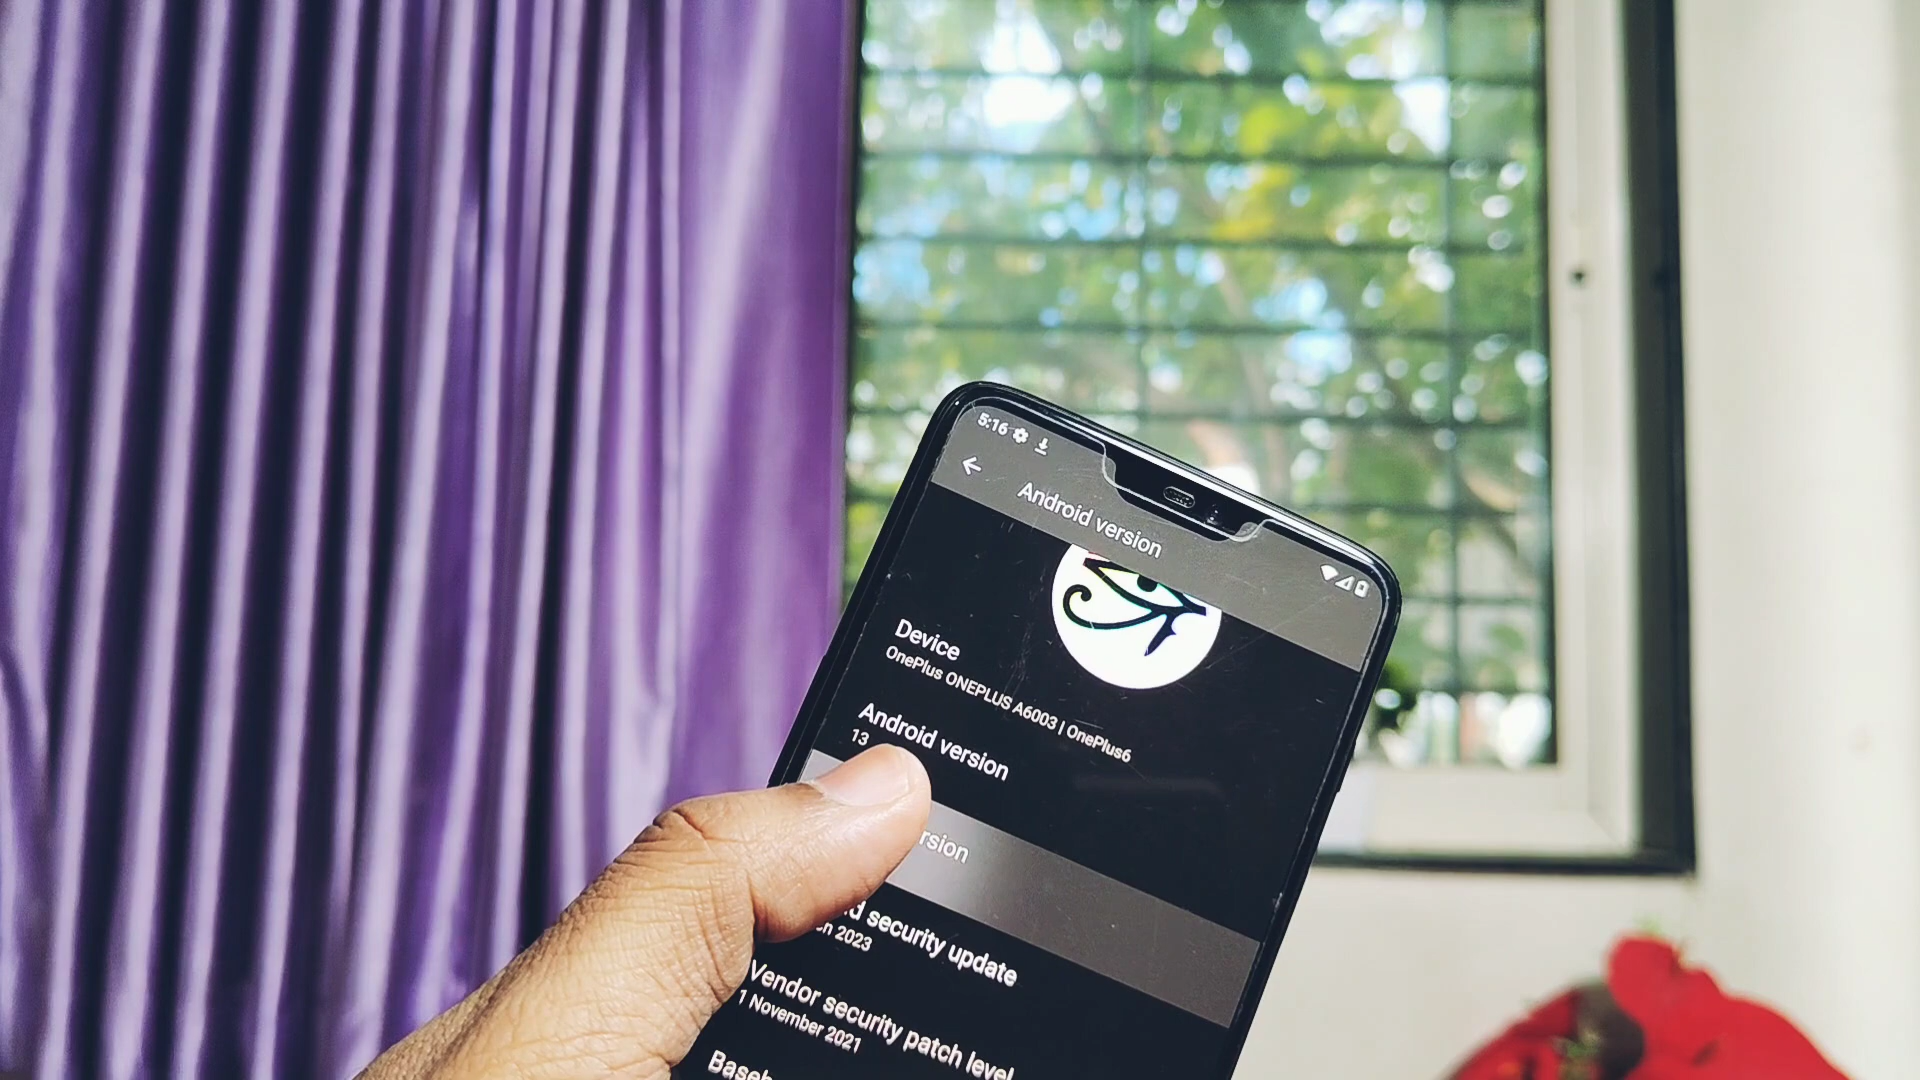 5:16
Android version
Device
OnePlus ONEPLUS A6003 | OnePlus6
Android version
13
security update
2023
Vendor security patch level
1 November 2021